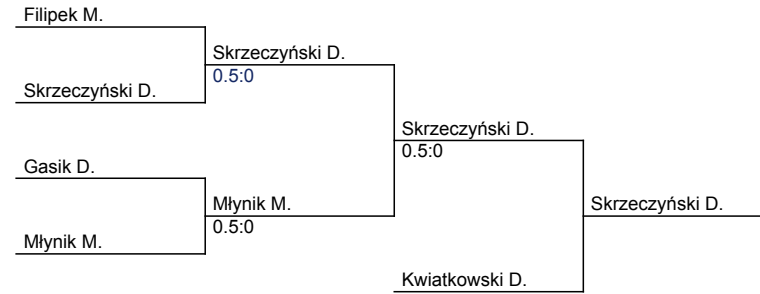 Filipek M.
Skrzeczyński D.
0.5:0
Skrzeczyński D.
Skrzeczyński D.
0.5:0
Gasik D.
Młynik M.
0.5:0
Skrzeczyński D.
Młynik M.
Kwiatkowski D.